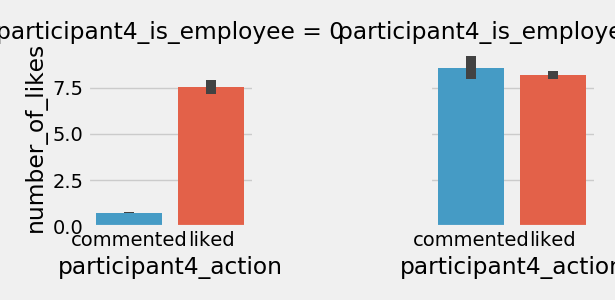 participant4_is_employee = 0
participant4_is_employe
number_of_likes
7.5
5.0
2.5
0.0
commented liked
participant4_action
commented liked
participant4_action